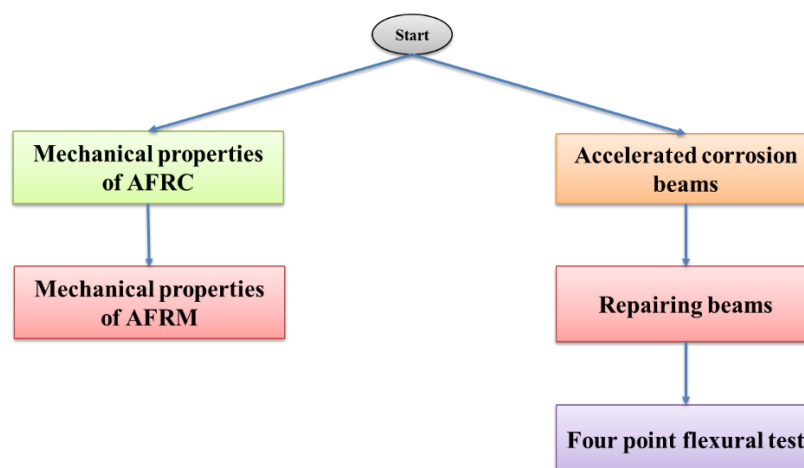 Start
Mechanical properties
of AFRC
Accelerated corrosion
beams
Mechanical properties
of AFRM
Repairing beams
Four point flexural test